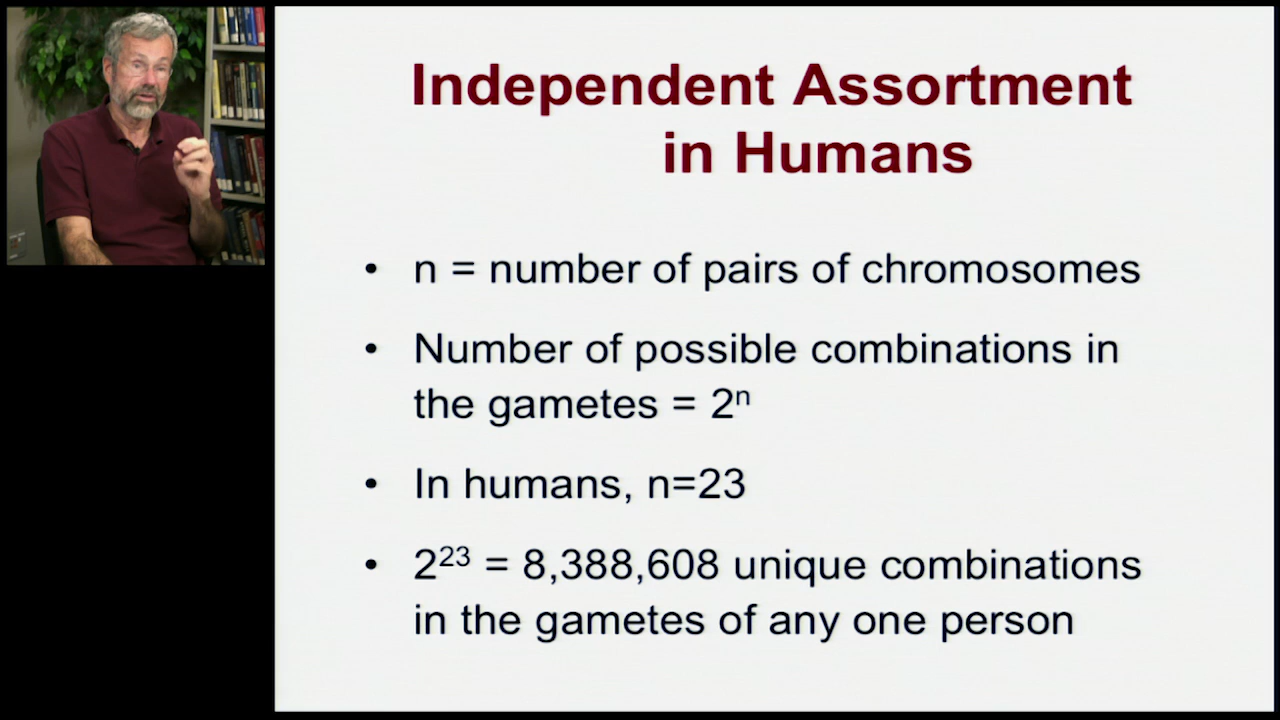 Independent Assortment
in Humans
• n = number of pairs of chromosomes
• Number of possible combinations in
the gametes = 2ⁿ
• In humans, n=23
• 2²³ = 8,388,608 unique combinations
in the gametes of any one person